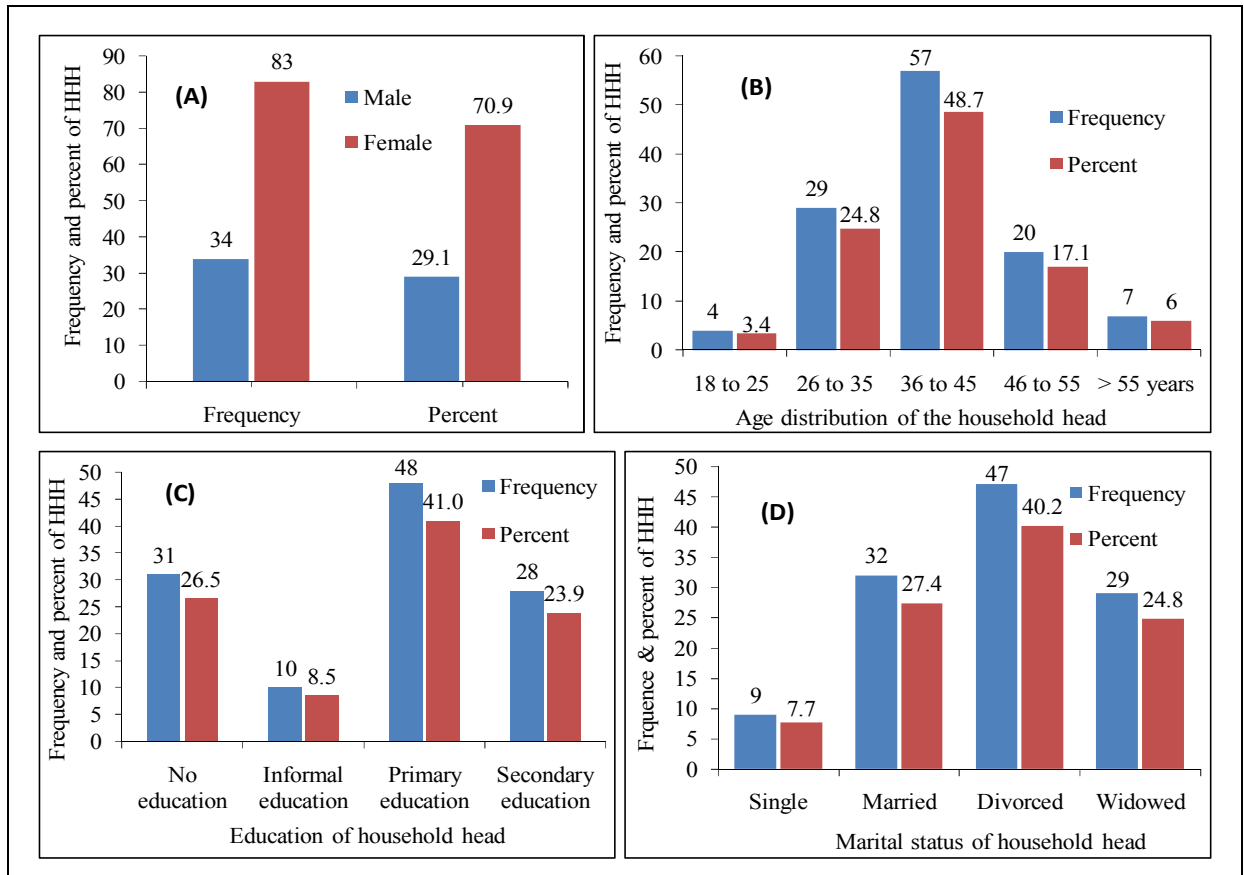 Frequency and percent of HHH
90
80
70
60
50
40
30
20
10
0
(A)
Male
Female
34
83
29.1
70.9
Frequency
Percent
Frequency and percent of HHH
60
50
40
30
20
10
0
(B)
Frequency
Percent
4
3.4
29
24.8
57
48.7
20
17.1
7
6
18 to 25
26 to 35
36 to 45
46 to 55
> 55 years
Age distribution of the household head
Frequency and percent of HHH
50
45
40
35
30
25
20
15
10
5
0
(C)
Frequency
Percent
31
26.5
10
8.5
48
41.0
28
23.9
No
education
Informal
education
Primary
education
Secondary
education
Education of household head
Frquence & percent of HHH
50
45
40
35
30
25
20
15
10
5
0
(D)
Frequency
Percent
9
7.7
32
27.4
47
40.2
29
24.8
Single
Married
Divorced
Widowed
Marital status of household head